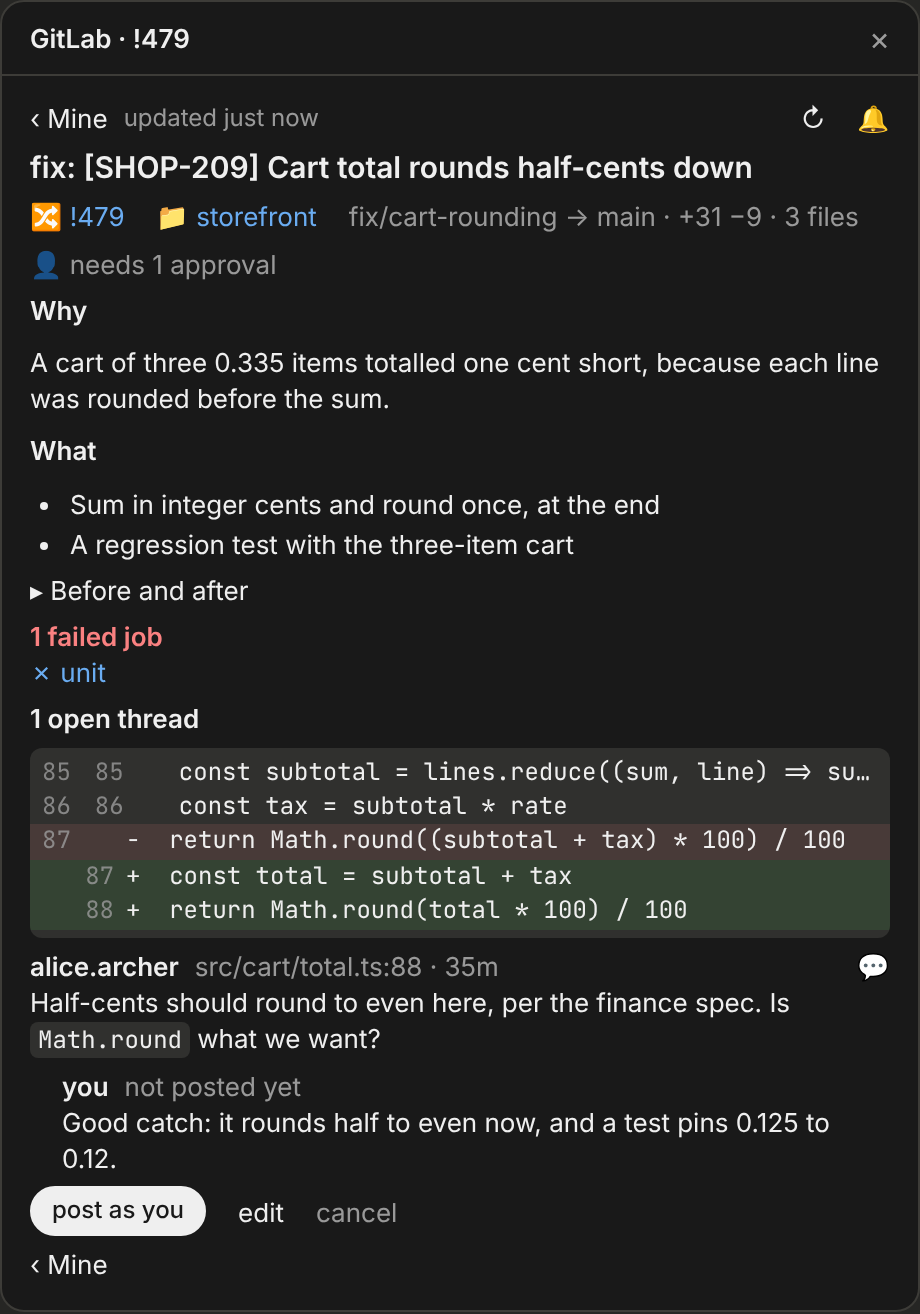 GitLab · !479
×
‹ Mine updated just now
fix: [SHOP-209] Cart total rounds half-cents down
!479 storefront fix/cart-rounding → main · +31 −9 · 3 files
needs 1 approval
Why
A cart of three 0.335 items totalled one cent short, because each line
was rounded before the sum.
What
• Sum in integer cents and round once, at the end
• A regression test with the three-item cart
▸ Before and after
1 failed job
× unit
1 open thread
85 85 const subtotal = lines.reduce((sum, line) => su…
86 86 const tax = subtotal * rate
87 - return Math.round((subtotal + tax) * 100) / 100
87 + const total = subtotal + tax
88 + return Math.round(total * 100) / 100
alice.archer src/cart/total.ts:88 · 35m
Half-cents should round to even here, per the finance spec. Is
Math.round what we want?
you not posted yet
Good catch: it rounds half to even now, and a test pins 0.125 to
0.12.
post as you edit cancel
‹ Mine